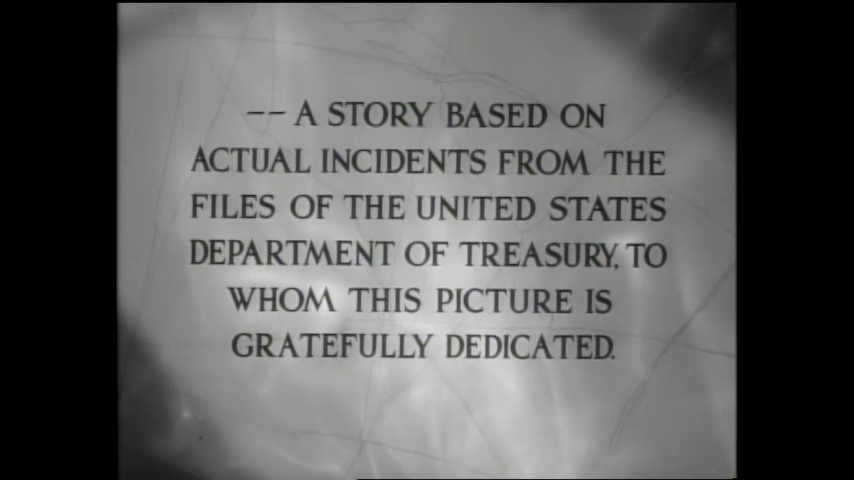 -- A STORY BASED ON
ACTUAL INCIDENTS FROM THE
FILES OF THE UNITED STATES
DEPARTMENT OF TREASURY, TO
WHOM THIS PICTURE IS
GRATEFULLY DEDICATED.